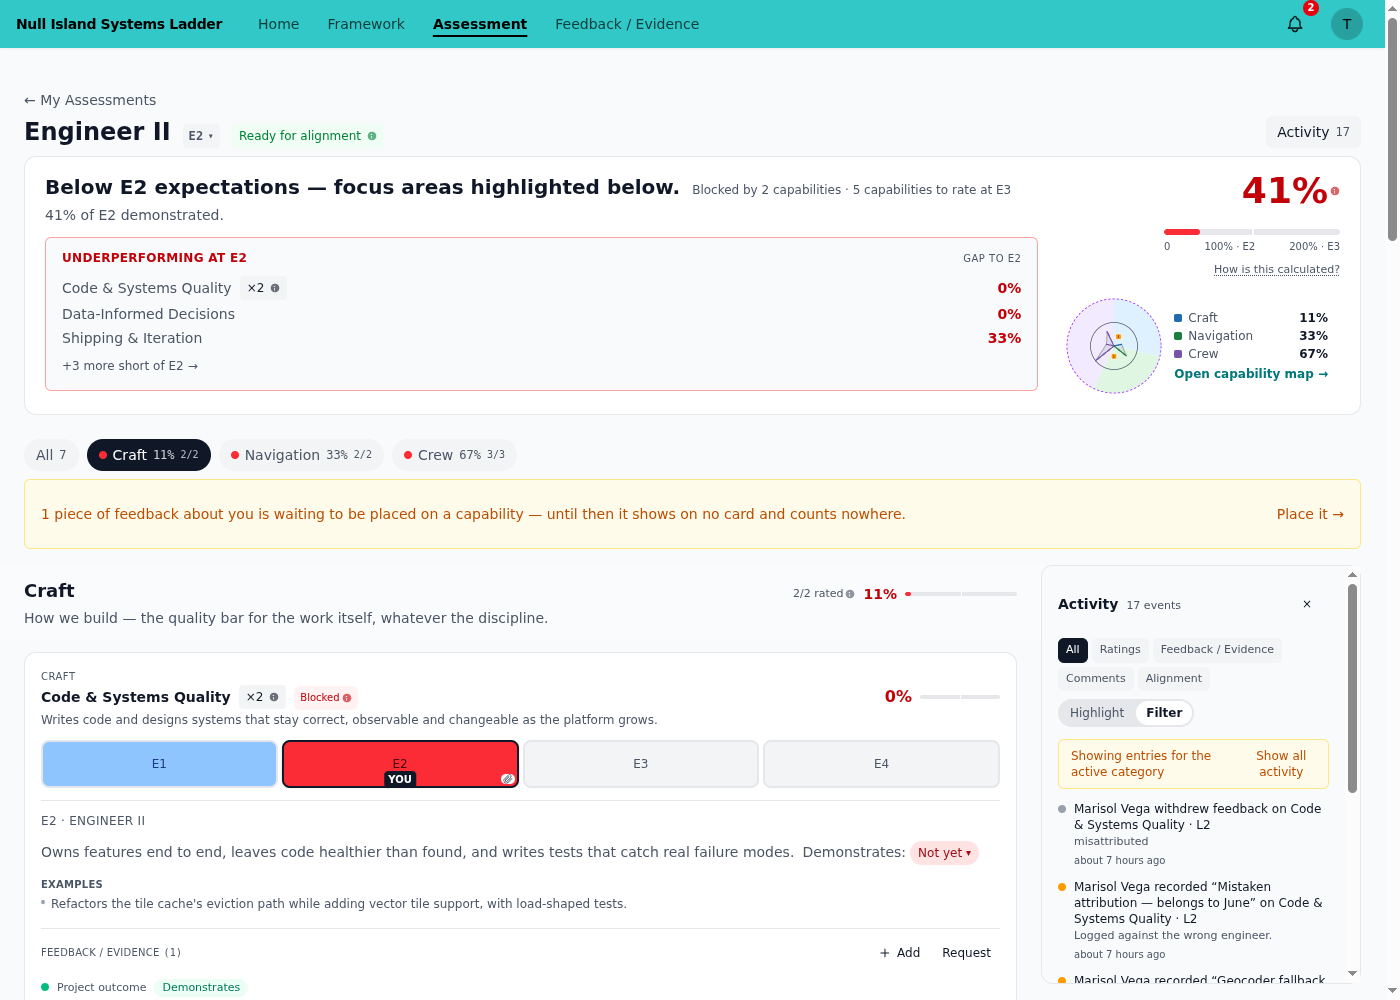 Null Island Systems Ladder Home Framework Assessment Feedback / Evidence 2 T
← My Assessments
Engineer II E2 ▾ Ready for alignment Activity 17
Below E2 expectations — focus areas highlighted below. Blocked by 2 capabilities · 5 capabilities to rate at E3
41% of E2 demonstrated.
41%
0 100% · E2 200% · E3
How is this calculated?
UNDERPERFORMING AT E2 GAP TO E2
Code & Systems Quality ×2 0%
Data-Informed Decisions 0%
Shipping & Iteration 33%
+3 more short of E2 →
Craft 11%
Navigation 33%
Crew 67%
Open capability map →
All 7 Craft 11% 2/2 Navigation 33% 2/2 Crew 67% 3/3
1 piece of feedback about you is waiting to be placed on a capability — until then it shows on no card and counts nowhere. Place it →
Craft 2/2 rated 11%
How we build — the quality bar for the work itself, whatever the discipline.
CRAFT
Code & Systems Quality ×2 Blocked 0%
Writes code and designs systems that stay correct, observable and changeable as the platform grows.
E1 E2 E3 E4
YOU
E2 · ENGINEER II
Owns features end to end, leaves code healthier than found, and writes tests that catch real failure modes. Demonstrates: Not yet ▾
EXAMPLES
Refactors the tile cache's eviction path while adding vector tile support, with load-shaped tests.
FEEDBACK / EVIDENCE (1) + Add Request
Project outcome Demonstrates
Activity 17 events ×
All Ratings Feedback / Evidence
Comments Alignment
Highlight Filter
Showing entries for the active category Show all activity
Marisol Vega withdrew feedback on Code
& Systems Quality · L2
misattributed
about 7 hours ago
Marisol Vega recorded “Mistaken
attribution — belongs to June” on Code &
Systems Quality · L2
Logged against the wrong engineer.
about 7 hours ago
Marisol Vega recorded “Geocoder fallback